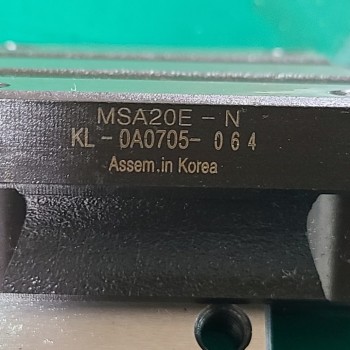 MSA20E - N
KL - 0A0705- 064
Assem.in Korea